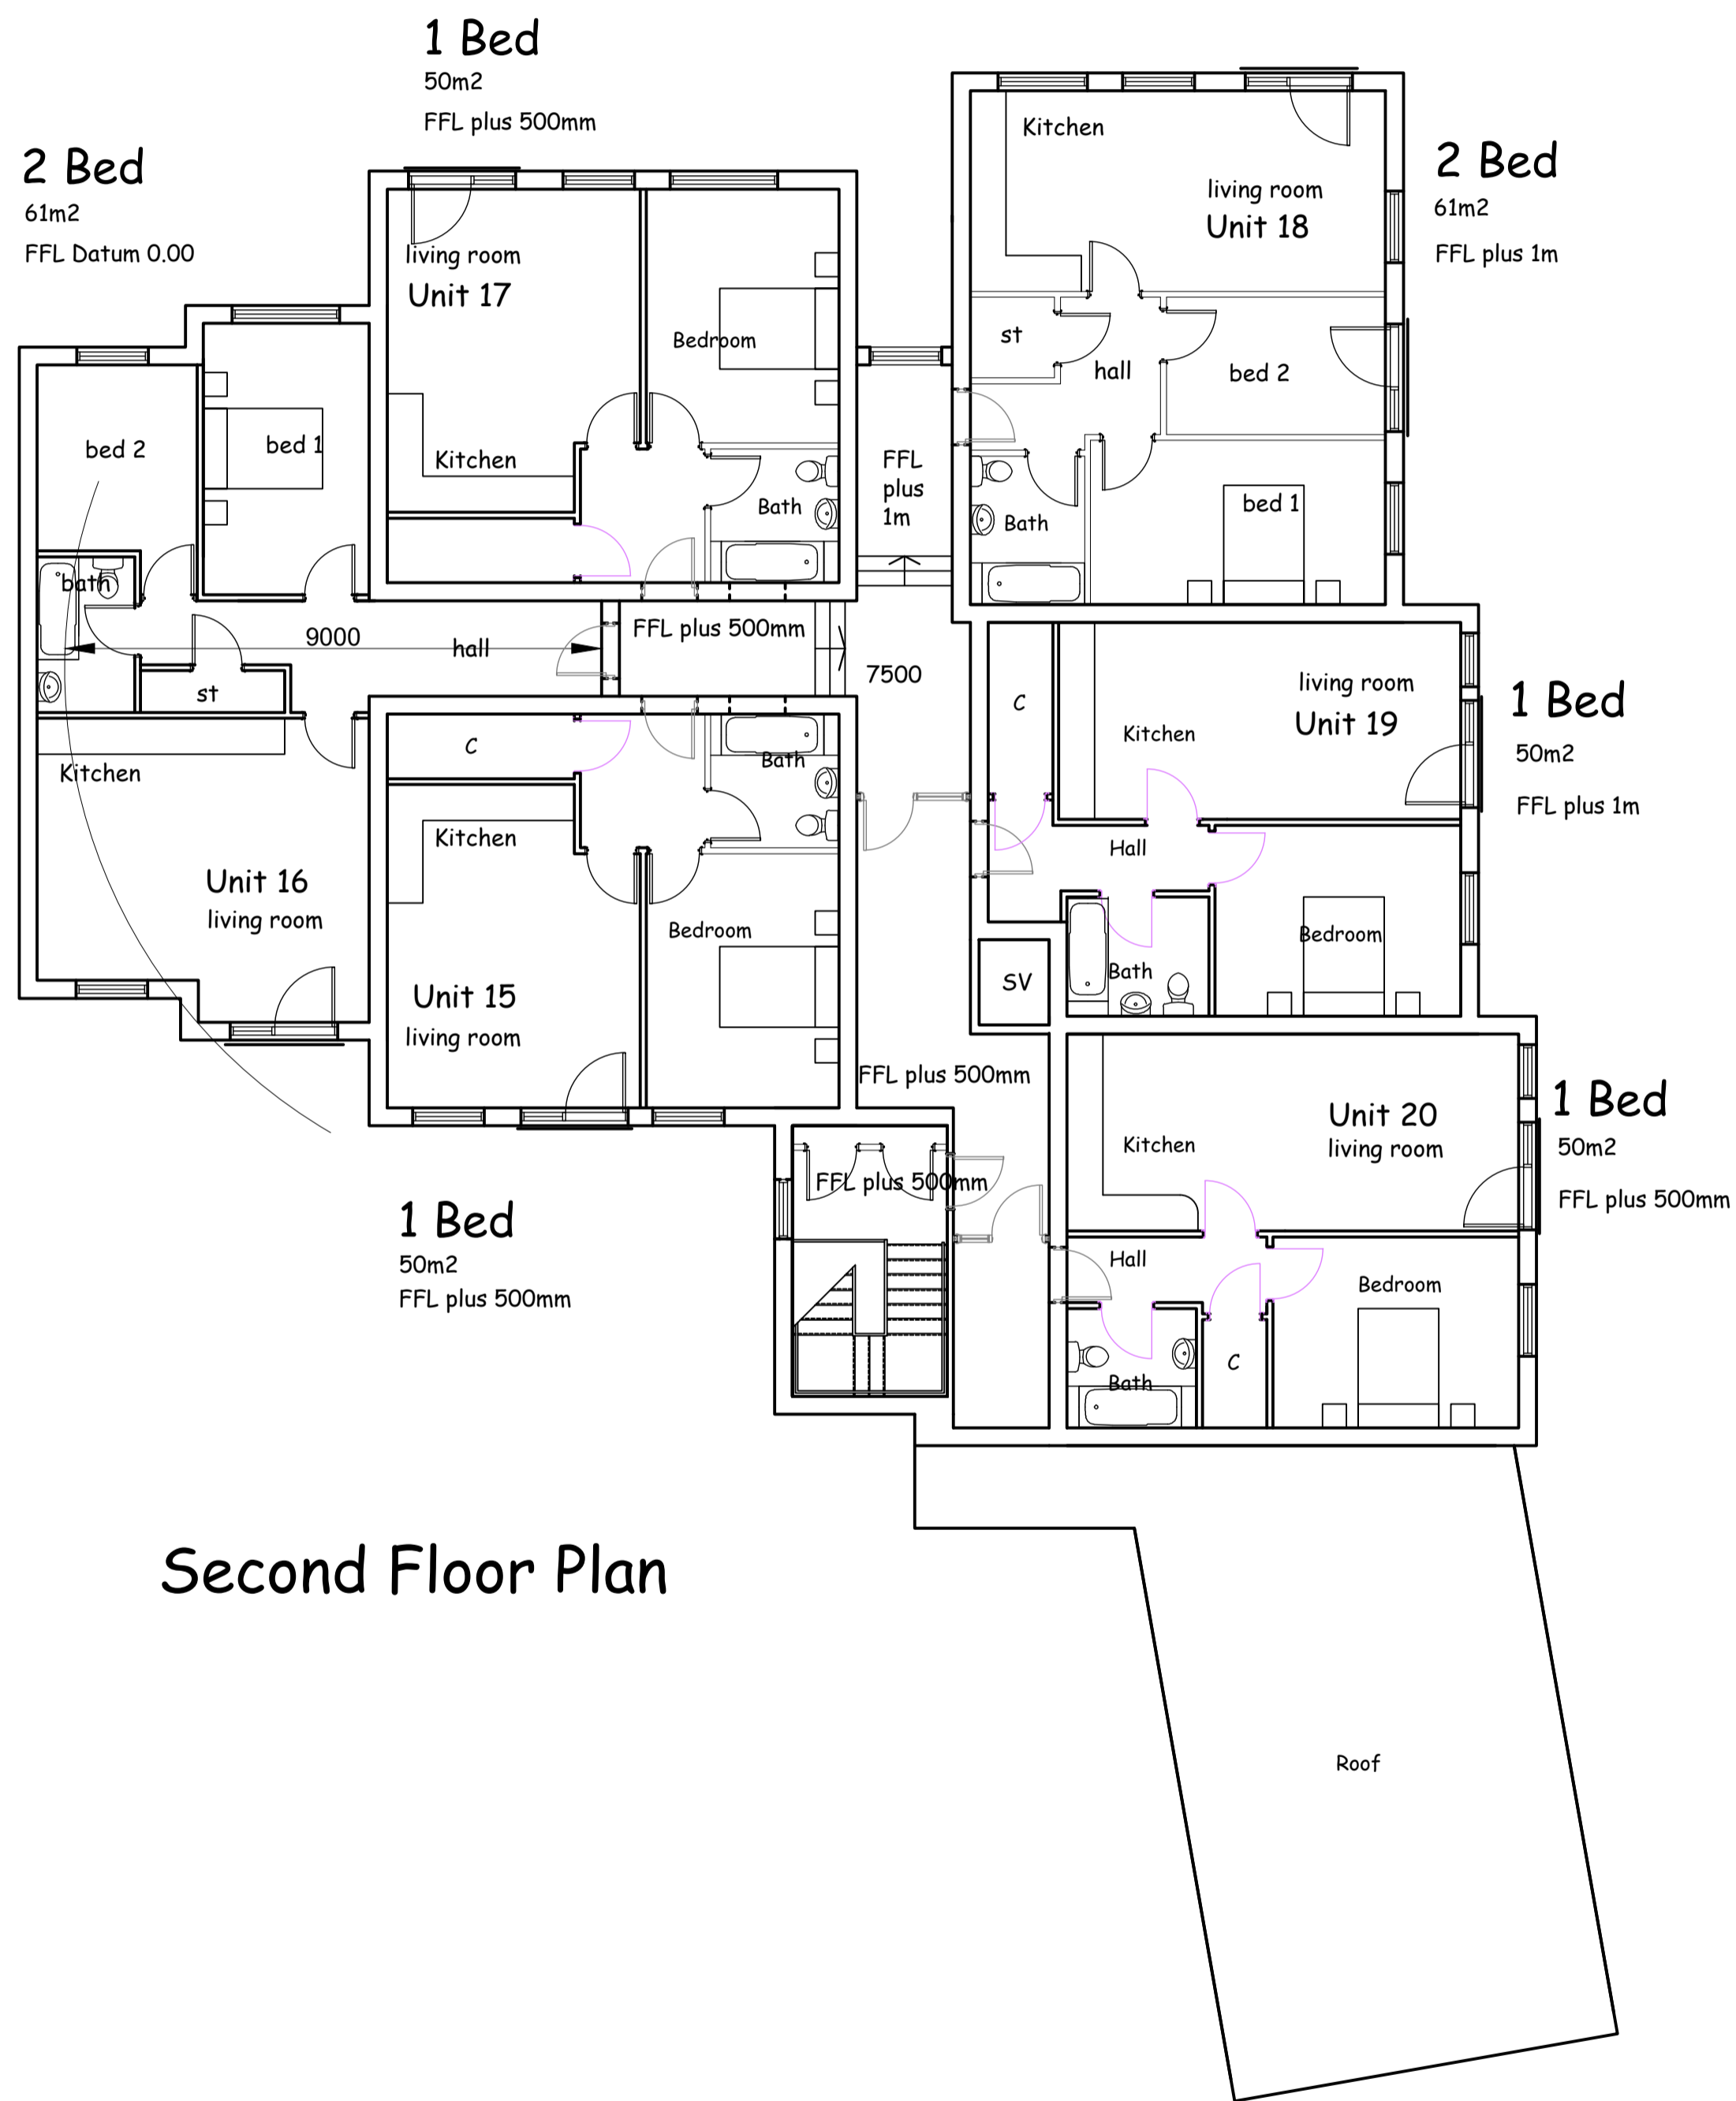 1 Bed
50m2
FFL plus 500mm
2 Bed
61m2
FFL Datum 0.00
2 Bed
61m2
FFL plus 1m
Kitchen
living room
Unit 18
st
hall
bed 2
Bath
bed 1
living room
Unit 17
Bedroom
Kitchen
Bath
FFL
plus
1m
bed 2
bed 1
bath
9000
hall
st
FFL plus 500mm
7500
Kitchen
Unit 16
living room
C
Bath
Kitchen
Bedroom
Unit 15
living room
C
living room
Unit 19
Kitchen
Hall
Bedroom
Bath
SV
1 Bed
50m2
FFL plus 1m
FFL plus 500mm
Unit 20
living room
Kitchen
Hall
Bedroom
C
Bath
1 Bed
50m2
FFL plus 500mm
FFL plus 500mm
1 Bed
50m2
FFL plus 500mm
Second Floor Plan
Roof